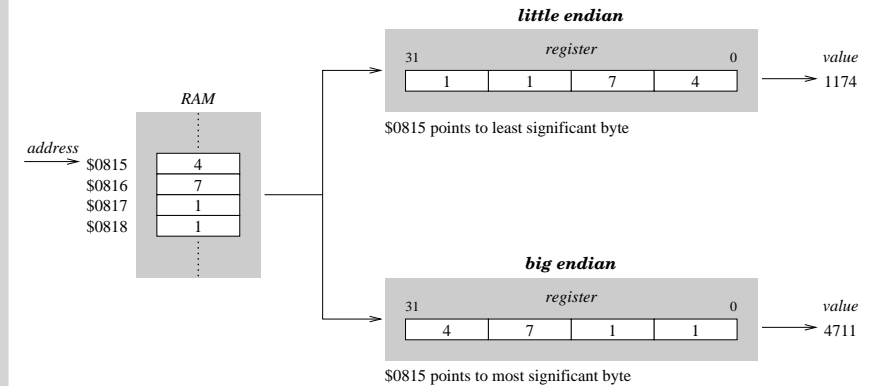 little endian
register
31 0
1 1 7 4
value
1174
$0815 points to least significant byte
RAM
address
$0815 4
$0816 7
$0817 1
$0818 1
big endian
register
31 0
4 7 1 1
value
4711
$0815 points to most significant byte